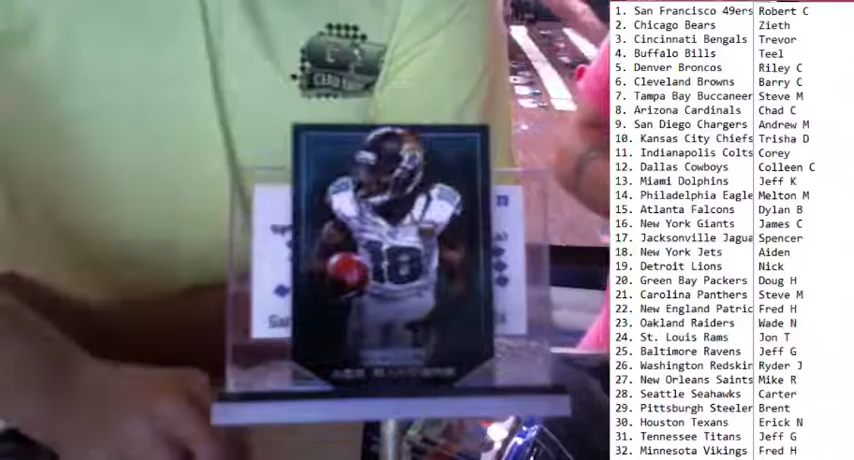 1. San Francisco 49ers Robert C
2. Chicago Bears Zieth
3. Cincinnati Bengals Trevor
4. Buffalo Bills Teel
5. Denver Broncos Riley C
6. Cleveland Browns Barry C
7. Tampa Bay Buccaneer Steve M
8. Arizona Cardinals Chad C
9. San Diego Chargers Andrew M
10. Kansas City Chiefs Trisha D
11. Indianapolis Colts Corey
12. Dallas Cowboys Colleen C
13. Miami Dolphins Jeff K
14. Philadelphia Eagle Melton M
15. Atlanta Falcons Dylan B
16. New York Giants James C
17. Jacksonville Jagua Spencer
18. New York Jets Aiden
19. Detroit Lions Nick
20. Green Bay Packers Doug H
21. Carolina Panthers Steve M
22. New England Patric Fred H
23. Oakland Raiders Wade N
24. St. Louis Rams Jon T
25. Baltimore Ravens Jeff G
26. Washington Redskin Ryder J
27. New Orleans Saints Mike R
28. Seattle Seahawks Carter
29. Pittsburgh Steeler Brent
30. Houston Texans Erick N
31. Tennessee Titans Jeff G
32. Minnesota Vikings Fred H
18